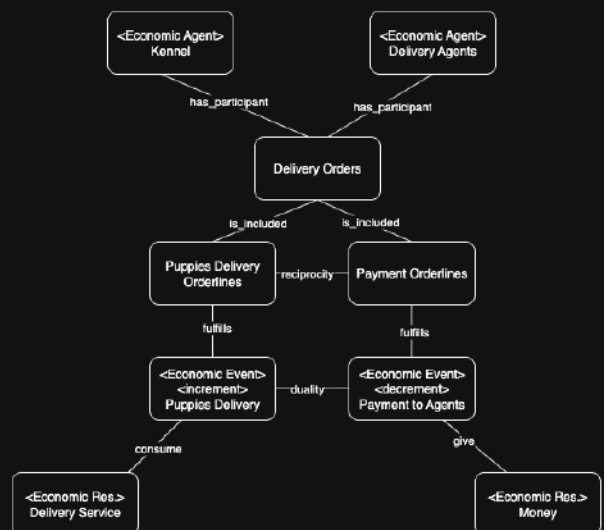 <Economic Agent>
Kennel
<Economic Agent>
Delivery Agents
has_participant
has_participant
Delivery Orders
is_included
is_included
Puppies Delivery
Orderlines
reciprocity
Payment Orderlines
fulfills
fulfills
<Economic Event>
<increment>
Puppies Delivery
duality
<Economic Event>
<decrement>
Payment to Agents
consume
give
<Economic Res.>
Delivery Service
<Economic Res.>
Money